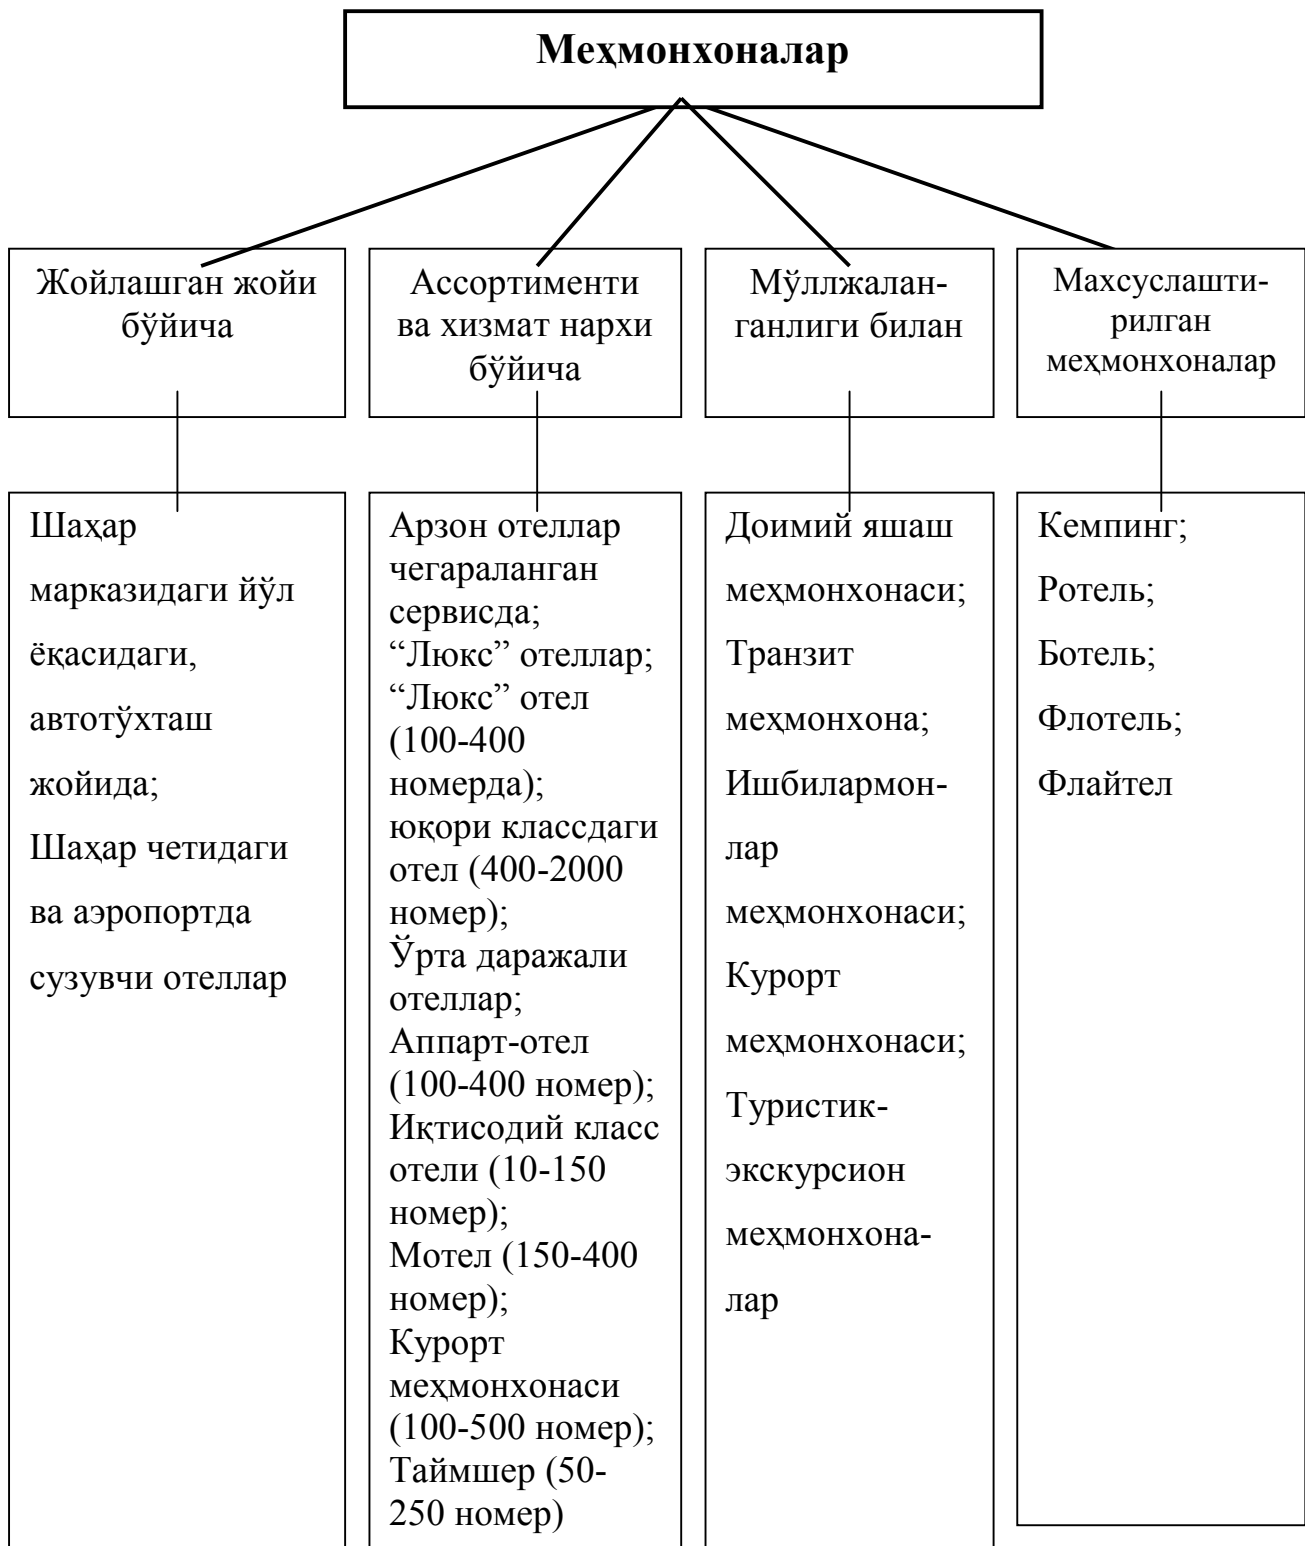 Меҳмонхоналар
Жойлашган жойи
бўйича
Ассортименти
ва хизмат нархи
бўйича
Мўллжалан-
ганлиги билан
Махсуслашти-
рилган
меҳмонхоналар
Шаҳар
марказидаги йўл
ёқасидаги,
автотўхташ
жойида;
Шаҳар четидаги
ва аэропортда
сузувчи отеллар
Арзон отеллар
чегараланган
сервисда;
“Люкс” отеллар;
“Люкс” отел
(100-400
номерда);
юқори классдаги
отел (400-2000
номер);
Ўрта даражали
отеллар;
Аппарт-отел
(100-400 номер);
Иқтисодий класс
отели (10-150
номер);
Мотел (150-400
номер);
Курорт
меҳмонхонаси
(100-500 номер);
Таймшер (50-
250 номер)
Доимий яшаш
меҳмонхонаси;
Транзит
меҳмонхона;
Ишбилармон-
лар
меҳмонхонаси;
Курорт
меҳмонхонаси;
Туристик-
экскурсион
меҳмонхона-
лар
Кемпинг;
Ротель;
Ботель;
Флотель;
Флайтел